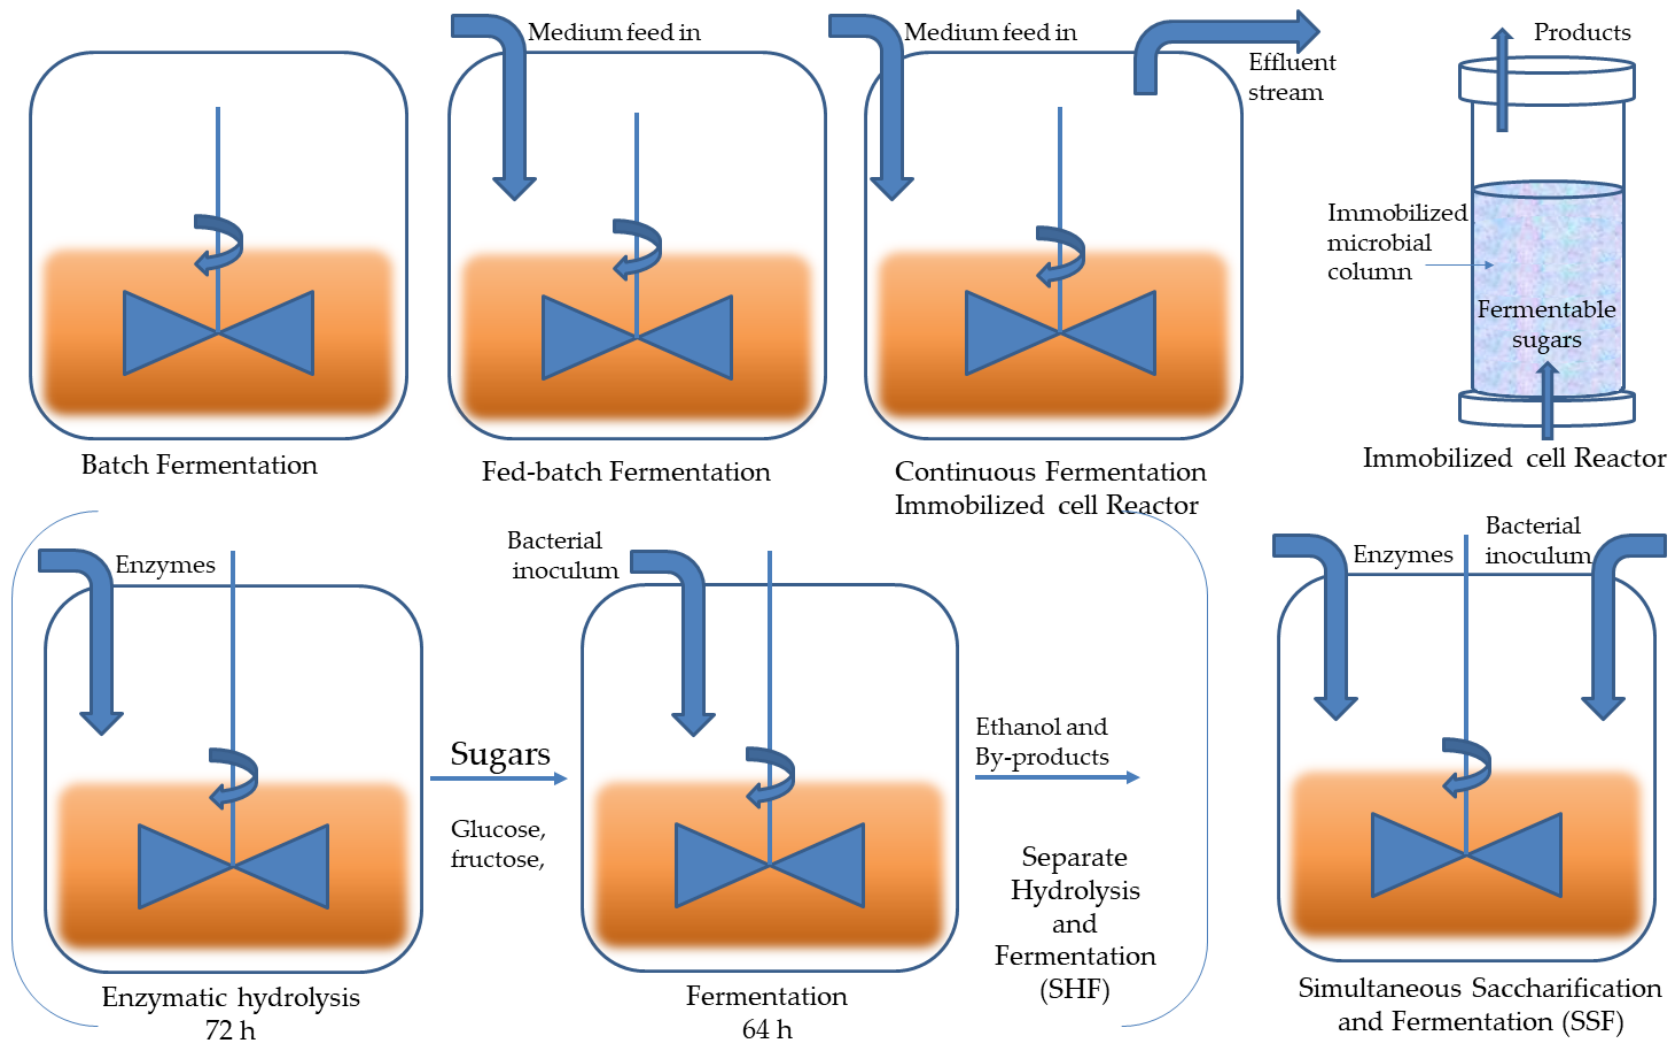 Medium feed in
Medium feed in
Effluent
stream
Products
Immobilized
microbial
column
Fermentable
sugars
Batch Fermentation
Fed-batch Fermentation
Continuous Fermentation
Immobilized cell Reactor
Immobilized cell Reactor
Enzymes
Bacterial
inoculum
Sugars
Glucose,
fructose,
Ethanol and
By-products
Separate
Hydrolysis
and
Fermentation
(SHF)
Enzymatic hydrolysis
72 h
Fermentation
64 h
Enzymes
Bacterial
inoculum
Simultaneous Saccharification
and Fermentation (SSF)